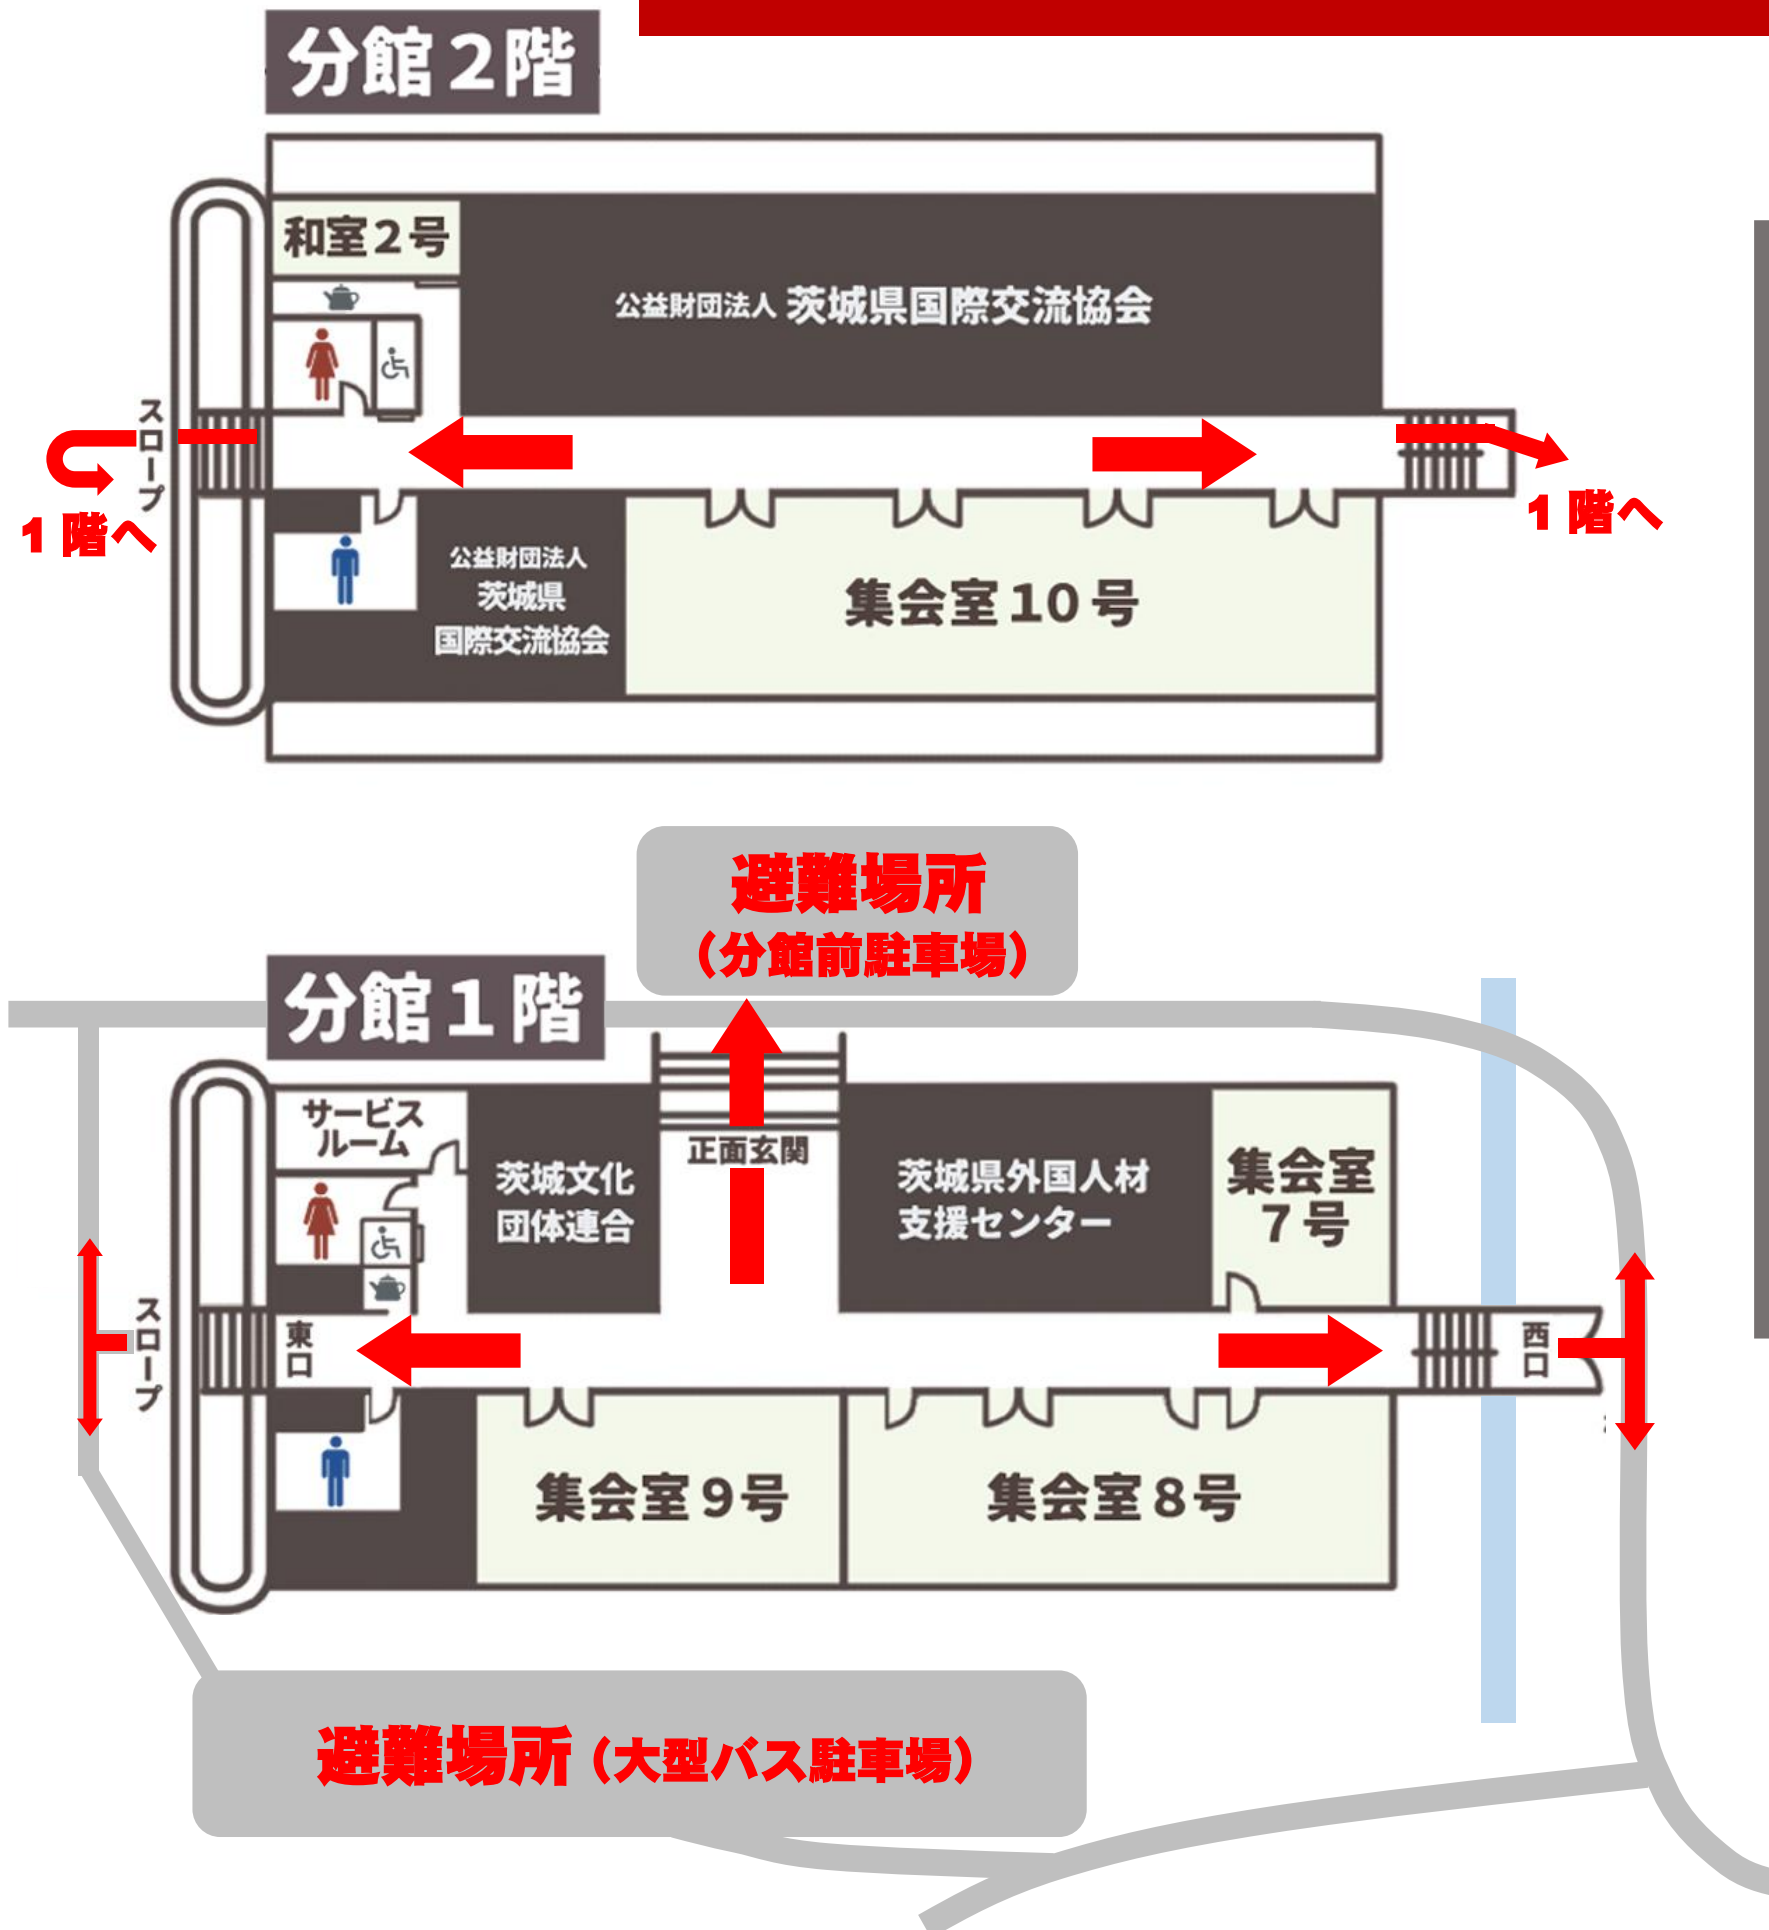 分館２階
和室２号
公益財団法人 茨城県国際交流協会
スロープ
１階へ
１階へ
公益財団法人
茨城県
国際交流協会
集会室１０号
避難場所
（分館前駐車場）
分館１階
サービス
ルーム
茨城文化
団体連合
正面玄関
茨城県外国人材
支援センター
集会室
７号
スロープ
東口
西口
集会室９号
集会室８号
避難場所（大型バス駐車場）